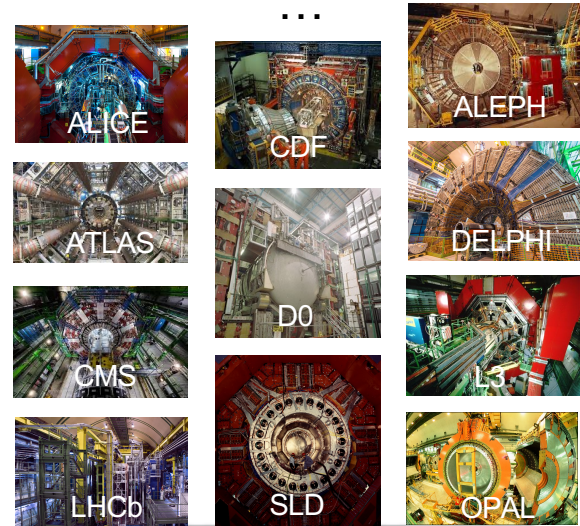 ...
ALICE
ATLAS
CMS
LHCb
CDF
D0
SLD
ALEPH
DELPHI
L3
OPAL